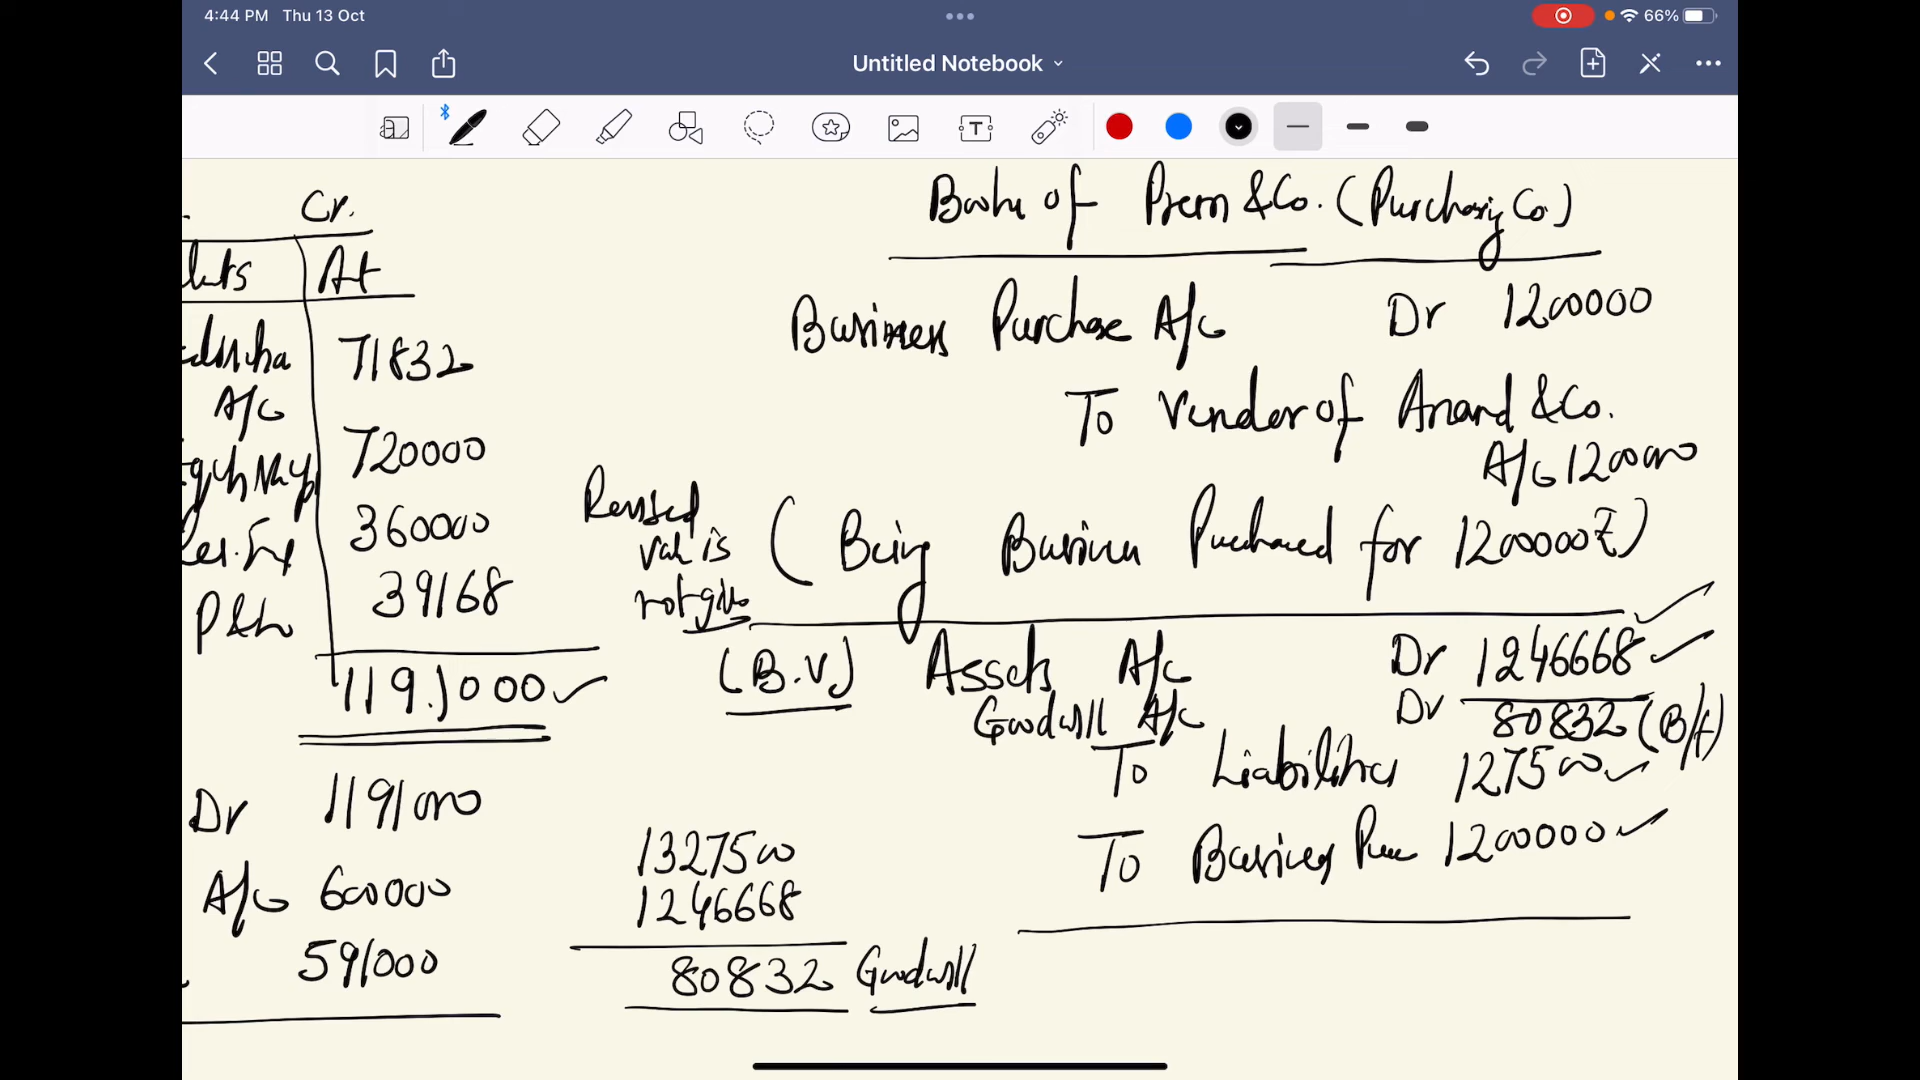 4:44 PM Thu 13 Oct
66%
Untitled Notebook
T
Cr.
At
71832
A/c
720000
360000
39168
1191000
Dr 1191000
A/c 600000
591000
Books of Prem & Co. (Purchasing Co.)
Business Purchase A/c Dr 1200000
To Vendor of Anand & Co.
A/c 1200000
Revised
val is
not given
(Being Business Purchased for 1200000₹)
(B.V) Assets A/c Dr 1246668
Goodwill A/c Dr 80832 (B/f)
To Liabilities 127500
To Business Pur 1200000
1327500
1246668
80832 Goodwill